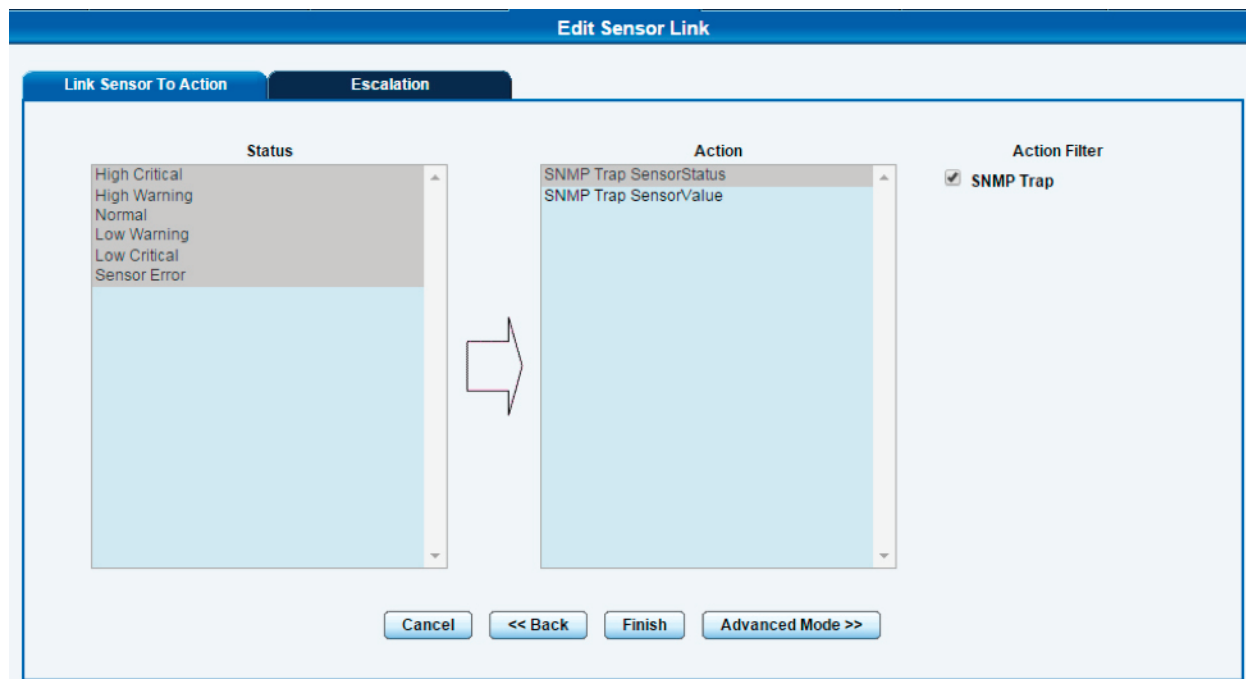 Edit Sensor Link
Link Sensor To Action
Escalation
Status
High Critical
High Warning
Normal
Low Warning
Low Critical
Sensor Error
Action
SNMP Trap SensorStatus
SNMP Trap SensorValue
Action Filter
SNMP Trap
Cancel
<< Back
Finish
Advanced Mode >>